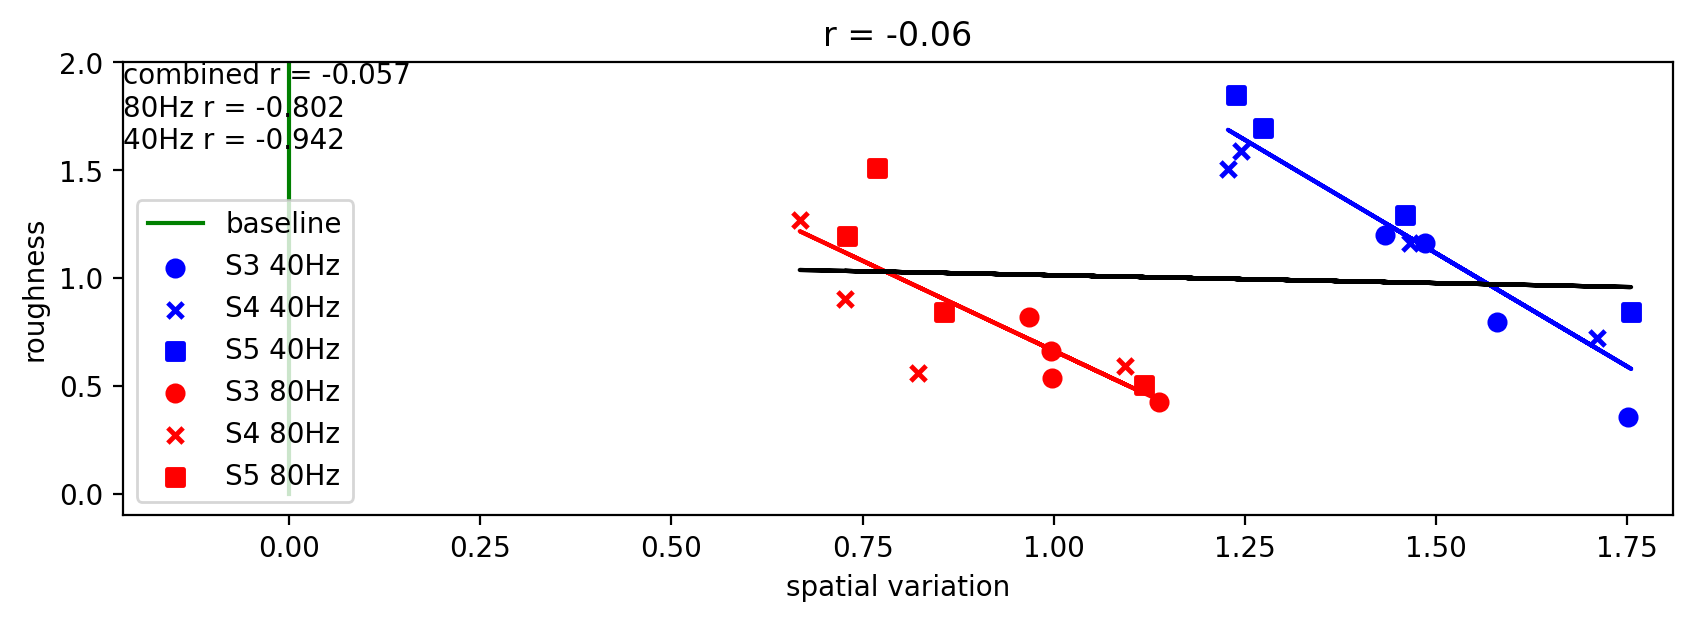 r = -0.06
combined r = -0.057
80Hz r = -0.802
40Hz r = -0.942
baseline
S3 40Hz
S4 40Hz
S5 40Hz
S3 80Hz
S4 80Hz
S5 80Hz
roughness
2.0
1.5
1.0
0.5
0.0
0.00 0.25 0.50 0.75 1.00 1.25 1.50 1.75
spatial variation